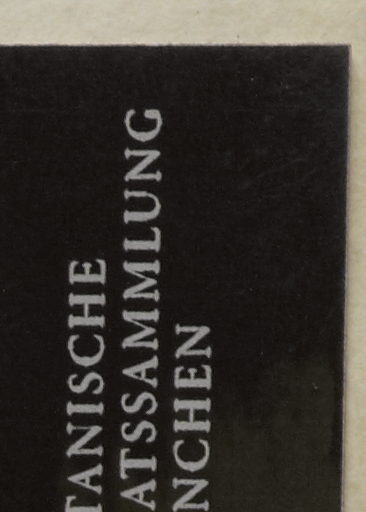 TANISCHE
ATSSAMMLUNG
NCHEN